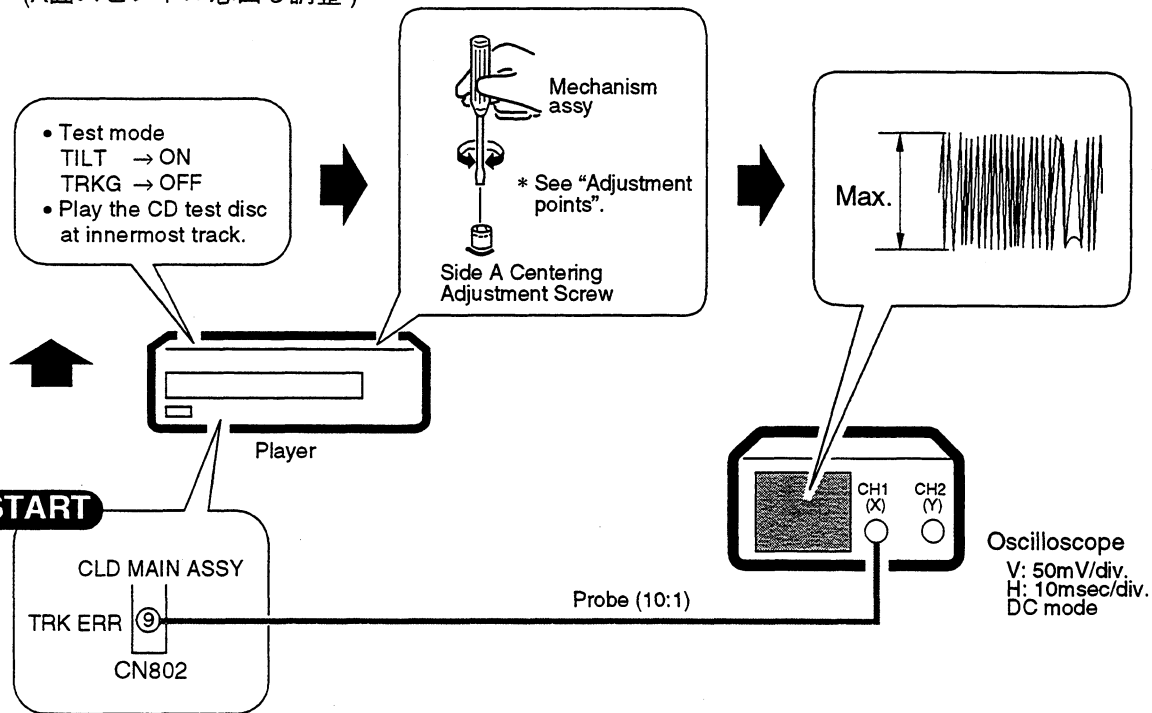 • Test mode
TILT → ON
TRKG → OFF
• Play the CD test disc
at innermost track.
Mechanism
assy
* See “Adjustment
points”.
Side A Centering
Adjustment Screw
Max.
Player
START
CLD MAIN ASSY
TRK ERR ⑨
CN802
Probe (10:1)
CH1
(X)
CH2
(Y)
Oscilloscope
V: 50mV/div.
H: 10msec/div.
DC mode